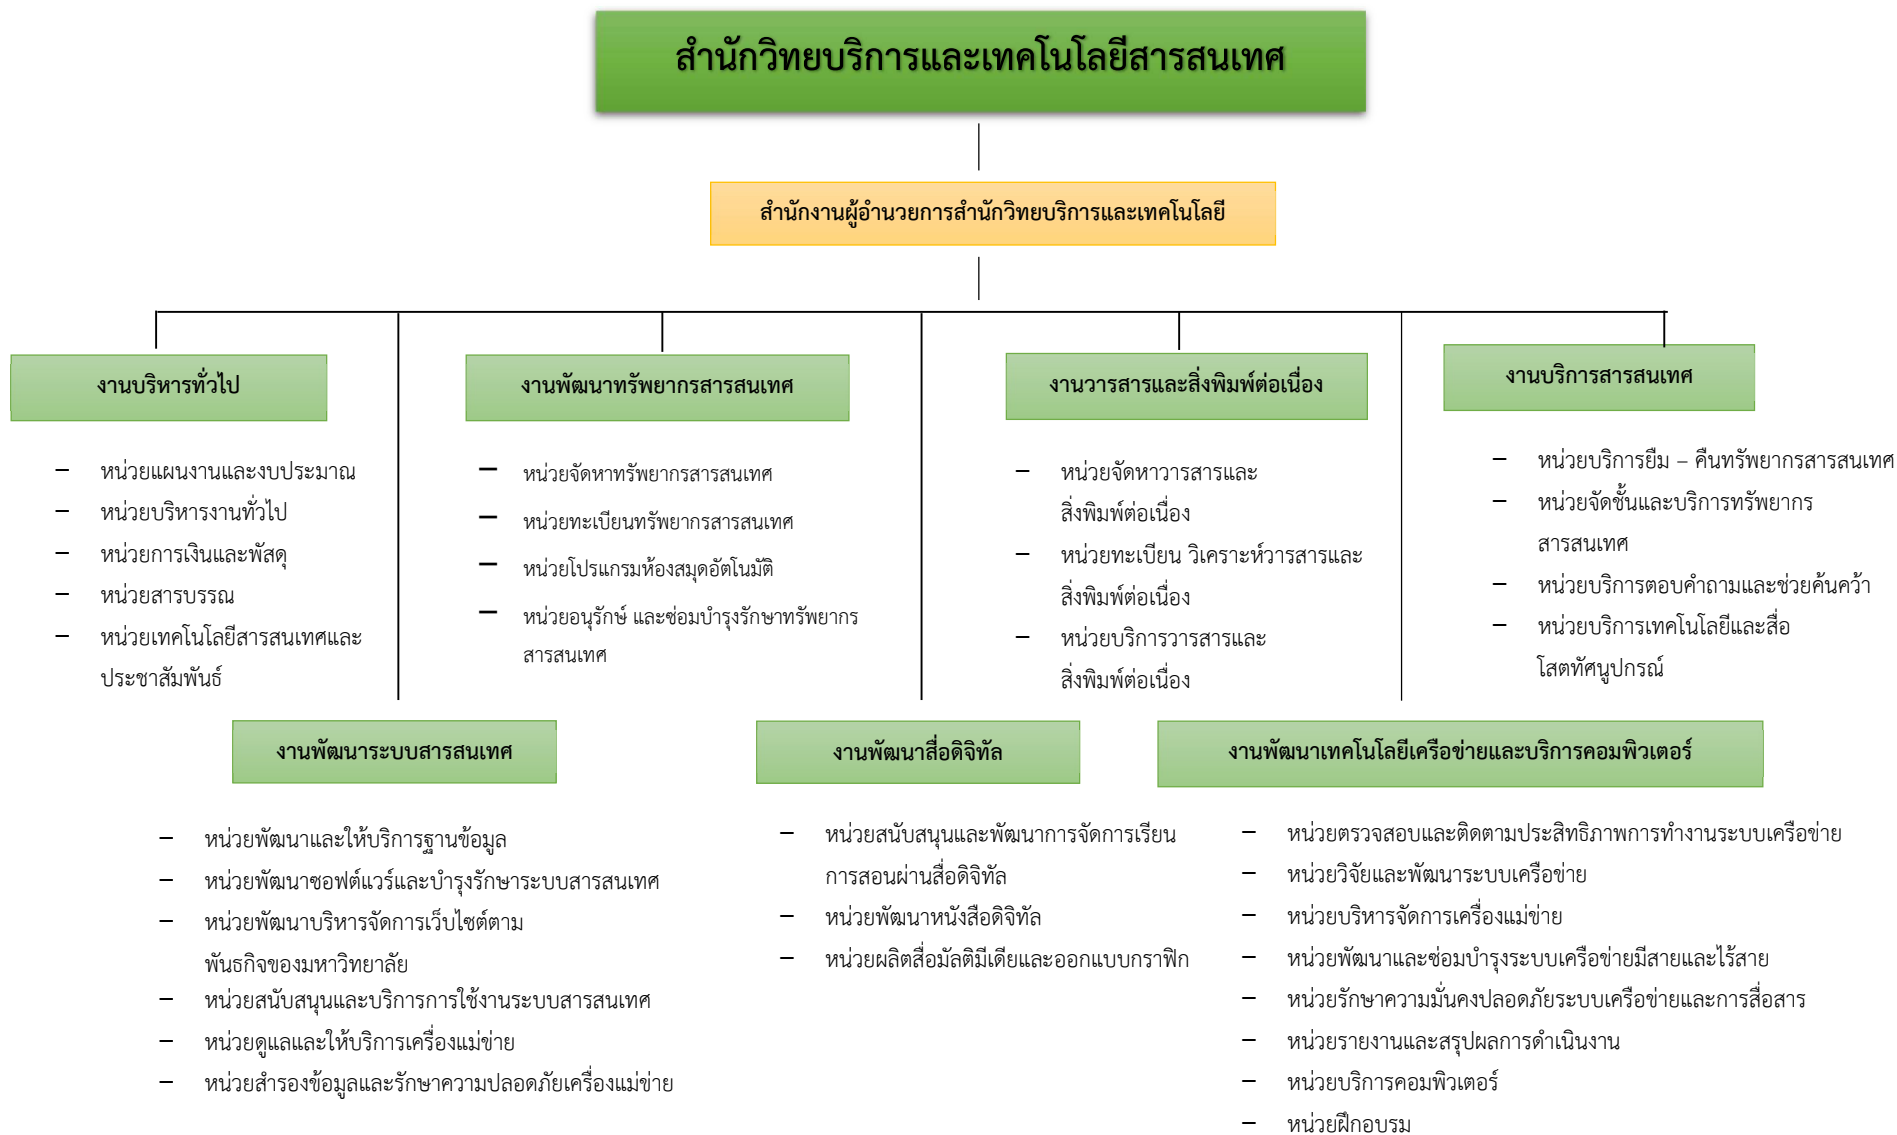 สำนักวิทยบริการและเทคโนโลยีสารสนเทศ
สำนักงานผู้อำนวยการสำนักวิทยบริการและเทคโนโลยี
งานบริหารทั่วไป
– หน่วยแผนงานและงบประมาณ
– หน่วยบริหารงานทั่วไป
– หน่วยการเงินและพัสดุ
– หน่วยสารบรรณ
– หน่วยเทคโนโลยีสารสนเทศและ
ประชาสัมพันธ์
งานพัฒนาทรัพยากรสารสนเทศ
– หน่วยจัดหาทรัพยากรสารสนเทศ
– หน่วยทะเบียนทรัพยากรสารสนเทศ
– หน่วยโปรแกรมห้องสมุดอัตโนมัติ
– หน่วยอนุรักษ์ และซ่อมบำรุงรักษาทรัพยากร
สารสนเทศ
งานวารสารและสิ่งพิมพ์ต่อเนื่อง
– หน่วยจัดหาวารสารและ
สิ่งพิมพ์ต่อเนื่อง
– หน่วยทะเบียน วิเคราะห์วารสารและ
สิ่งพิมพ์ต่อเนื่อง
– หน่วยบริการวารสารและ
สิ่งพิมพ์ต่อเนื่อง
งานบริการสารสนเทศ
– หน่วยบริการยืม – คืนทรัพยากรสารสนเทศ
– หน่วยจัดชั้นและบริการทรัพยากร
สารสนเทศ
– หน่วยบริการตอบคำถามและช่วยค้นคว้า
– หน่วยบริการเทคโนโลยีและสื่อ
โสตทัศนูปกรณ์
งานพัฒนาระบบสารสนเทศ
– หน่วยพัฒนาและให้บริการฐานข้อมูล
– หน่วยพัฒนาซอฟต์แวร์และบำรุงรักษาระบบสารสนเทศ
– หน่วยพัฒนาบริหารจัดการเว็บไซต์ตาม
พันธกิจของมหาวิทยาลัย
– หน่วยสนับสนุนและบริการการใช้งานระบบสารสนเทศ
– หน่วยดูแลและให้บริการเครื่องแม่ข่าย
– หน่วยสำรองข้อมูลและรักษาความปลอดภัยเครื่องแม่ข่าย
งานพัฒนาสื่อดิจิทัล
– หน่วยสนับสนุนและพัฒนาการจัดการเรียน
การสอนผ่านสื่อดิจิทัล
– หน่วยพัฒนาหนังสือดิจิทัล
– หน่วยผลิตสื่อมัลติมีเดียและออกแบบกราฟิก
งานพัฒนาเทคโนโลยีเครือข่ายและบริการคอมพิวเตอร์
– หน่วยตรวจสอบและติดตามประสิทธิภาพการทำงานระบบเครือข่าย
– หน่วยวิจัยและพัฒนาระบบเครือข่าย
– หน่วยบริหารจัดการเครื่องแม่ข่าย
– หน่วยพัฒนาและซ่อมบำรุงระบบเครือข่ายมีสายและไร้สาย
– หน่วยรักษาความมั่นคงปลอดภัยระบบเครือข่ายและการสื่อสาร
– หน่วยรายงานและสรุปผลการดำเนินงาน
– หน่วยบริการคอมพิวเตอร์
– หน่วยฝึกอบรม